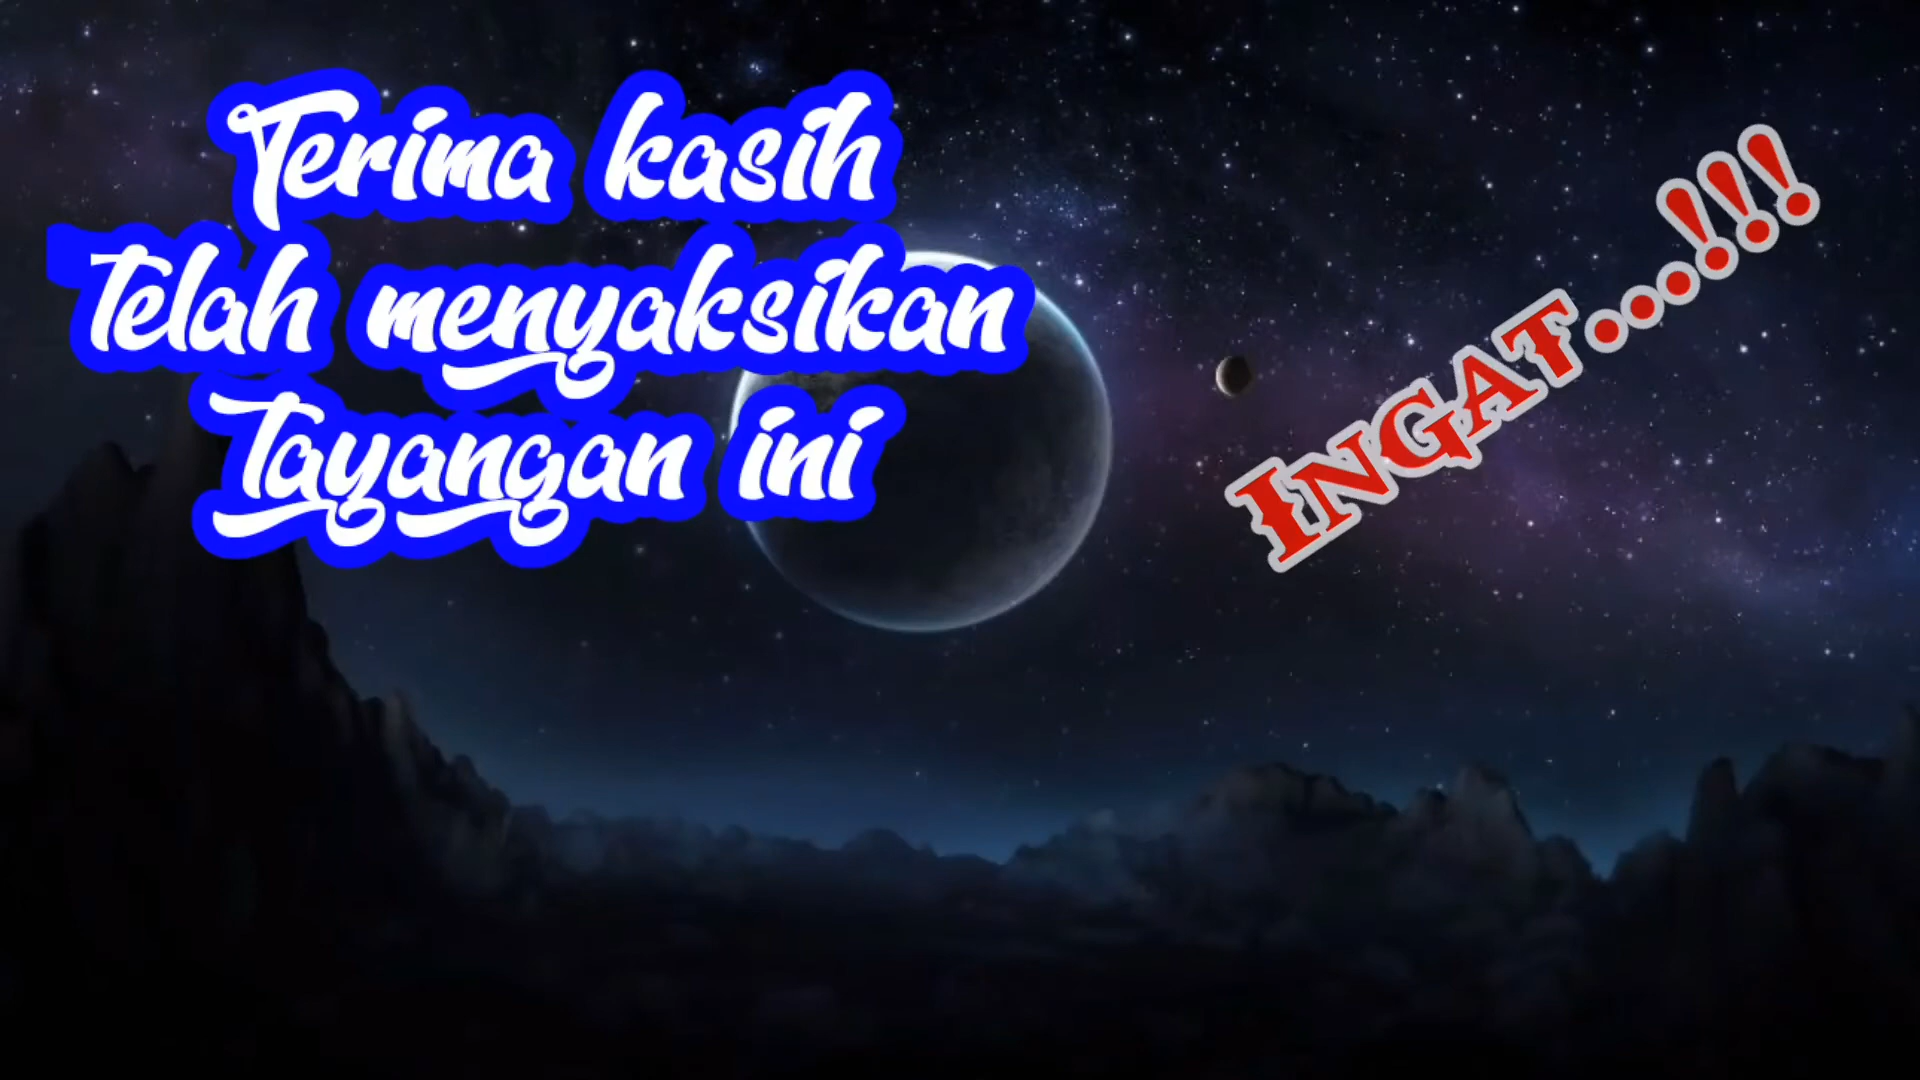 Terima kasih
Telah menyaksikan
Tayangan ini
INGAT....!!!